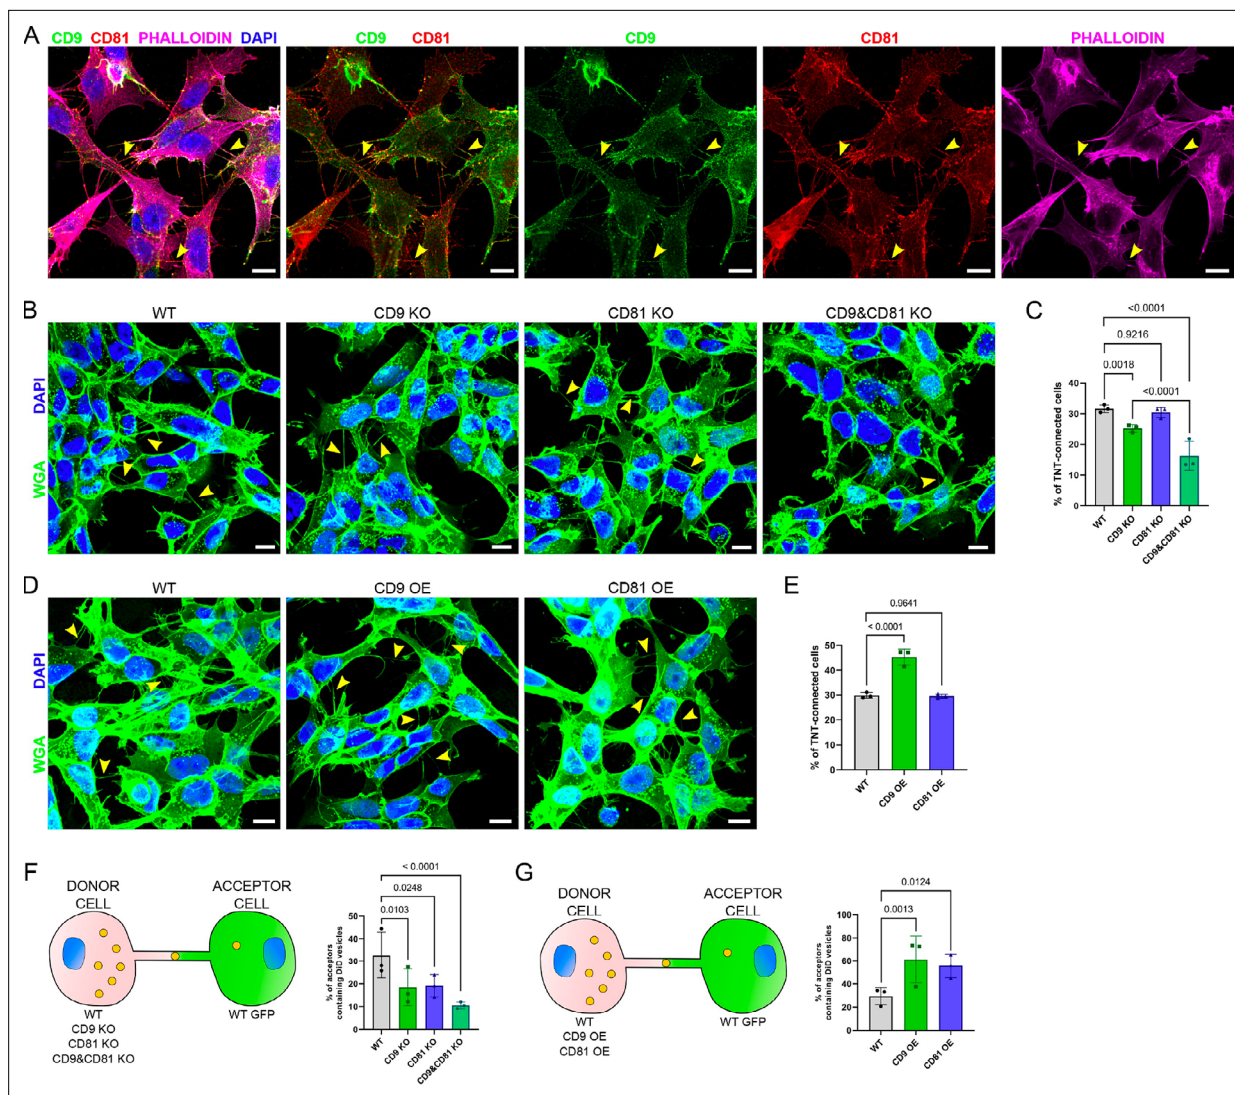 A
CD9 CD81 PHALLOIDIN DAPI
CD9 CD81
CD9
CD81
PHALLOIDIN
B
WT
CD9 KO
CD81 KO
CD9&CD81 KO
DAPI
WGA
C
<0.0001
0.9216
0.0018
<0.0001
% of TNT-connected cells
40
30
20
10
0
WT
CD9 KO
CD81 KO
CD9&CD81 KO
D
WT
CD9 OE
CD81 OE
DAPI
WGA
E
0.9641
< 0.0001
% of TNT-connected cells
50
40
30
20
10
0
WT
CD9 OE
CD81 OE
F
DONOR
CELL
ACCEPTOR
CELL
WT
CD9 KO
CD81 KO
CD9&CD81 KO
WT GFP
< 0.0001
0.0248
0.0103
% of acceptors
containing DiD vesicles
50
40
30
20
10
0
WT
CD9 KO
CD81 KO
CD9&CD81 KO
G
DONOR
CELL
ACCEPTOR
CELL
WT
CD9 OE
CD81 OE
WT GFP
0.0124
0.0013
% of acceptors
containing DiD vesicles
100
80
60
40
20
0
WT
CD9 OE
CD81 OE